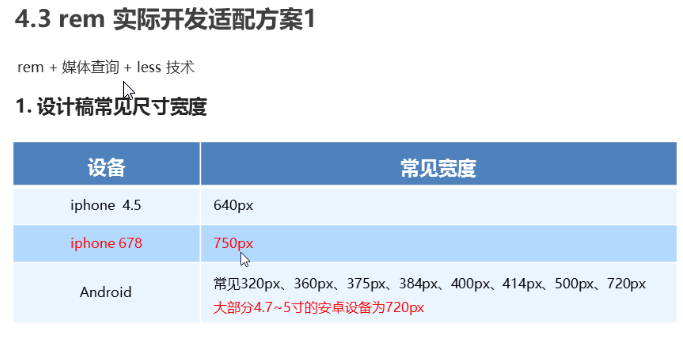 4.3 rem 实际开发适配方案1
rem + 媒体查询 + less 技术
1. 设计稿常见尺寸宽度
设备 常见宽度
iphone 4.5 640px
iphone 678 750px
Android 常见320px、360px、375px、384px、400px、414px、500px、720px
大部分4.7~5寸的安卓设备为720px